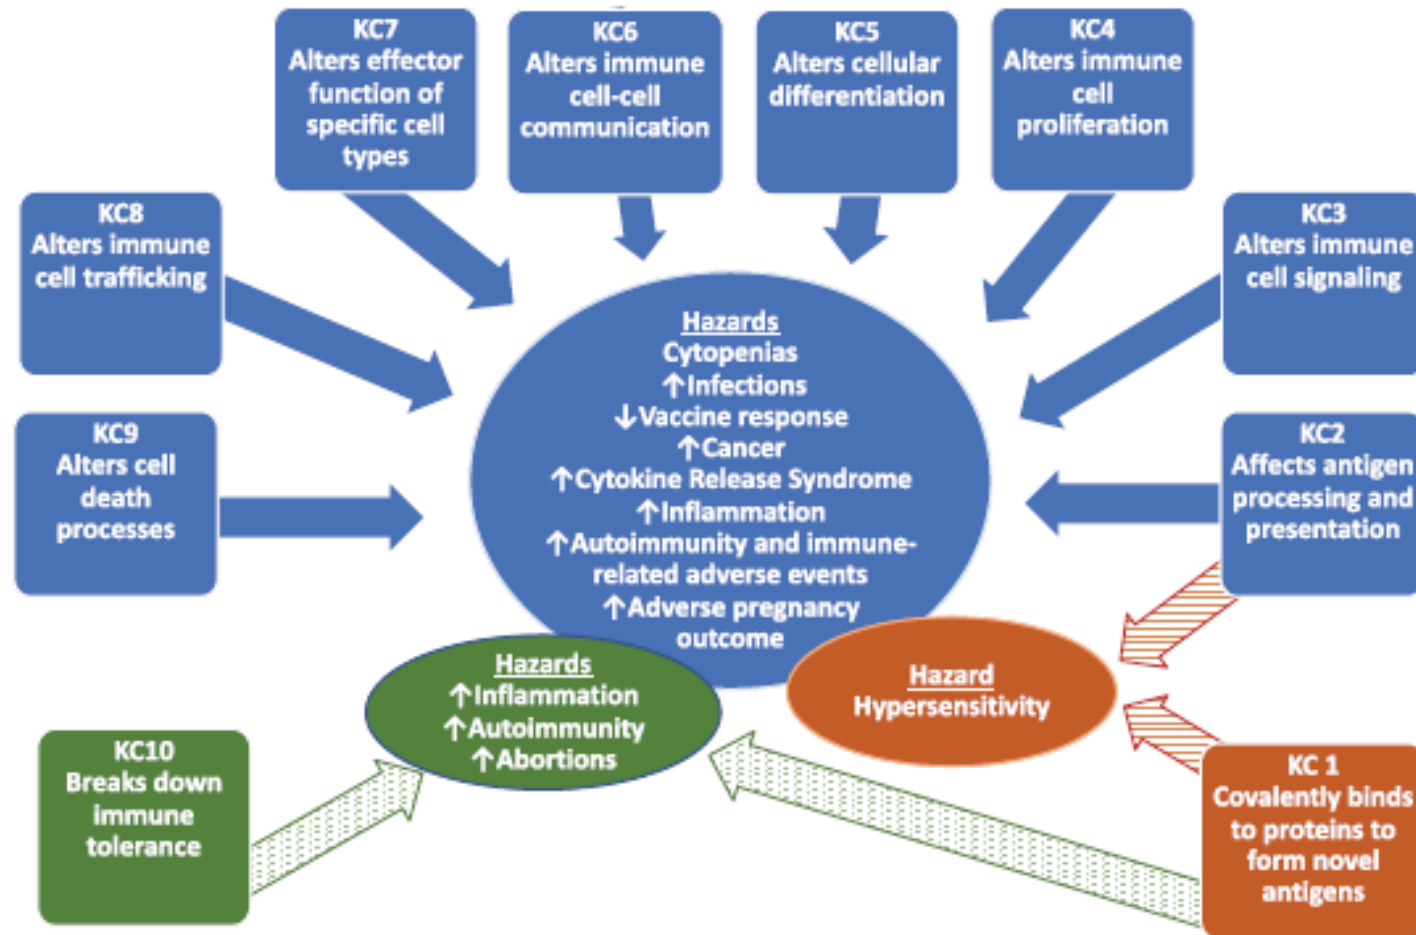 KC7
Alters effector
function of
specific cell
types
KC6
Alters immune
cell-cell
communication
KC5
Alters cellular
differentiation
KC4
Alters immune
cell
proliferation
KC8
Alters immune
cell trafficking
KC3
Alters immune
cell signaling
Hazards
Cytopenias
↑Infections
↓Vaccine response
↑Cancer
↑Cytokine Release Syndrome
↑Inflammation
↑Autoimmunity and immune-
related adverse events
↑Adverse pregnancy
outcome
KC9
Alters cell
death
processes
KC2
Affects antigen
processing and
presentation
Hazards
↑Inflammation
↑Autoimmunity
↑Abortions
Hazard
Hypersensitivity
KC10
Breaks down
immune
tolerance
KC 1
Covalently binds
to proteins to
form novel
antigens